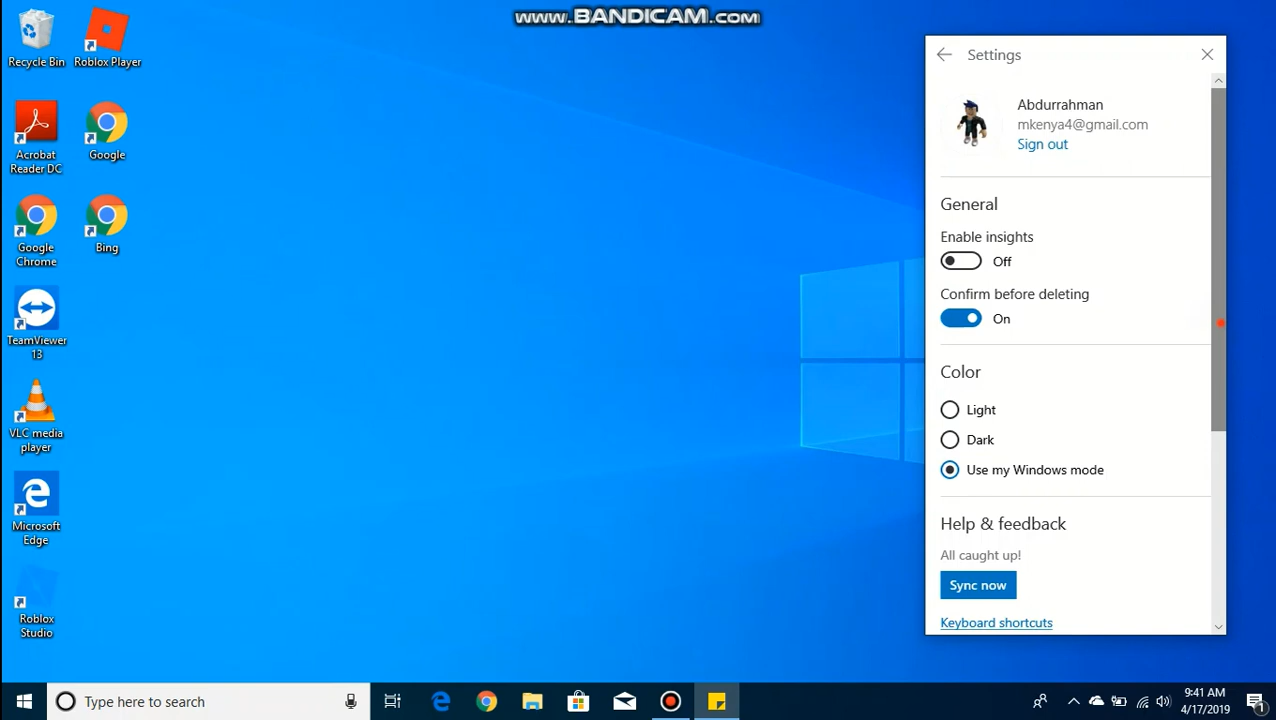 www.BANDICAM.com
Recycle Bin
Roblox Player
Acrobat
Reader DC
Google
Google
Chrome
Bing
TeamViewer
13
VLC media
player
Microsoft
Edge
Roblox
Studio
Settings
Abdurrahman
mkenya4@gmail.com
Sign out
General
Enable insights
Off
Confirm before deleting
On
Color
Light
Dark
Use my Windows mode
Help & feedback
All caught up!
Sync now
Keyboard shortcuts
Type here to search
9:41 AM
4/17/2019
1